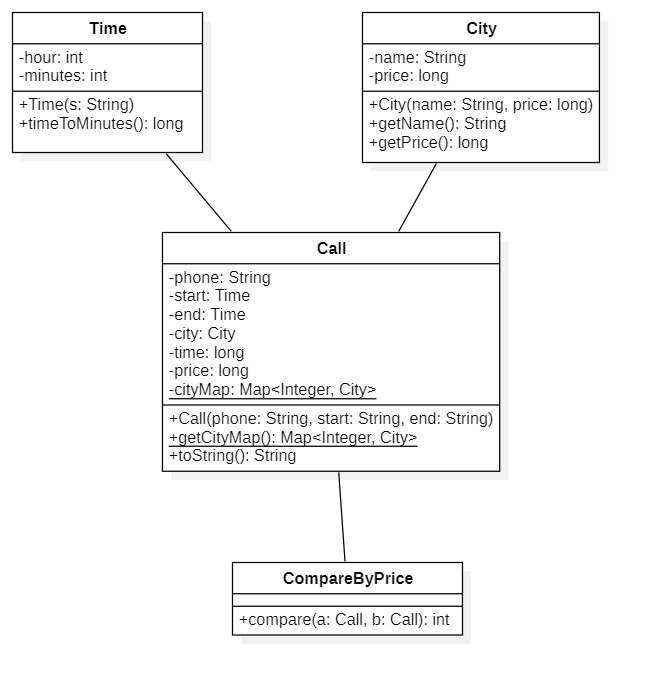 Time
-hour: int
-minutes: int
+Time(s: String)
+timeToMinutes(): long
City
-name: String
-price: long
+City(name: String, price: long)
+getName(): String
+getPrice(): long
Call
-phone: String
-start: Time
-end: Time
-city: City
-time: long
-price: long
-cityMap: Map<Integer, City>
+Call(phone: String, start: String, end: String)
+getCityMap(): Map<Integer, City>
+toString(): String
CompareByPrice
+compare(a: Call, b: Call): int